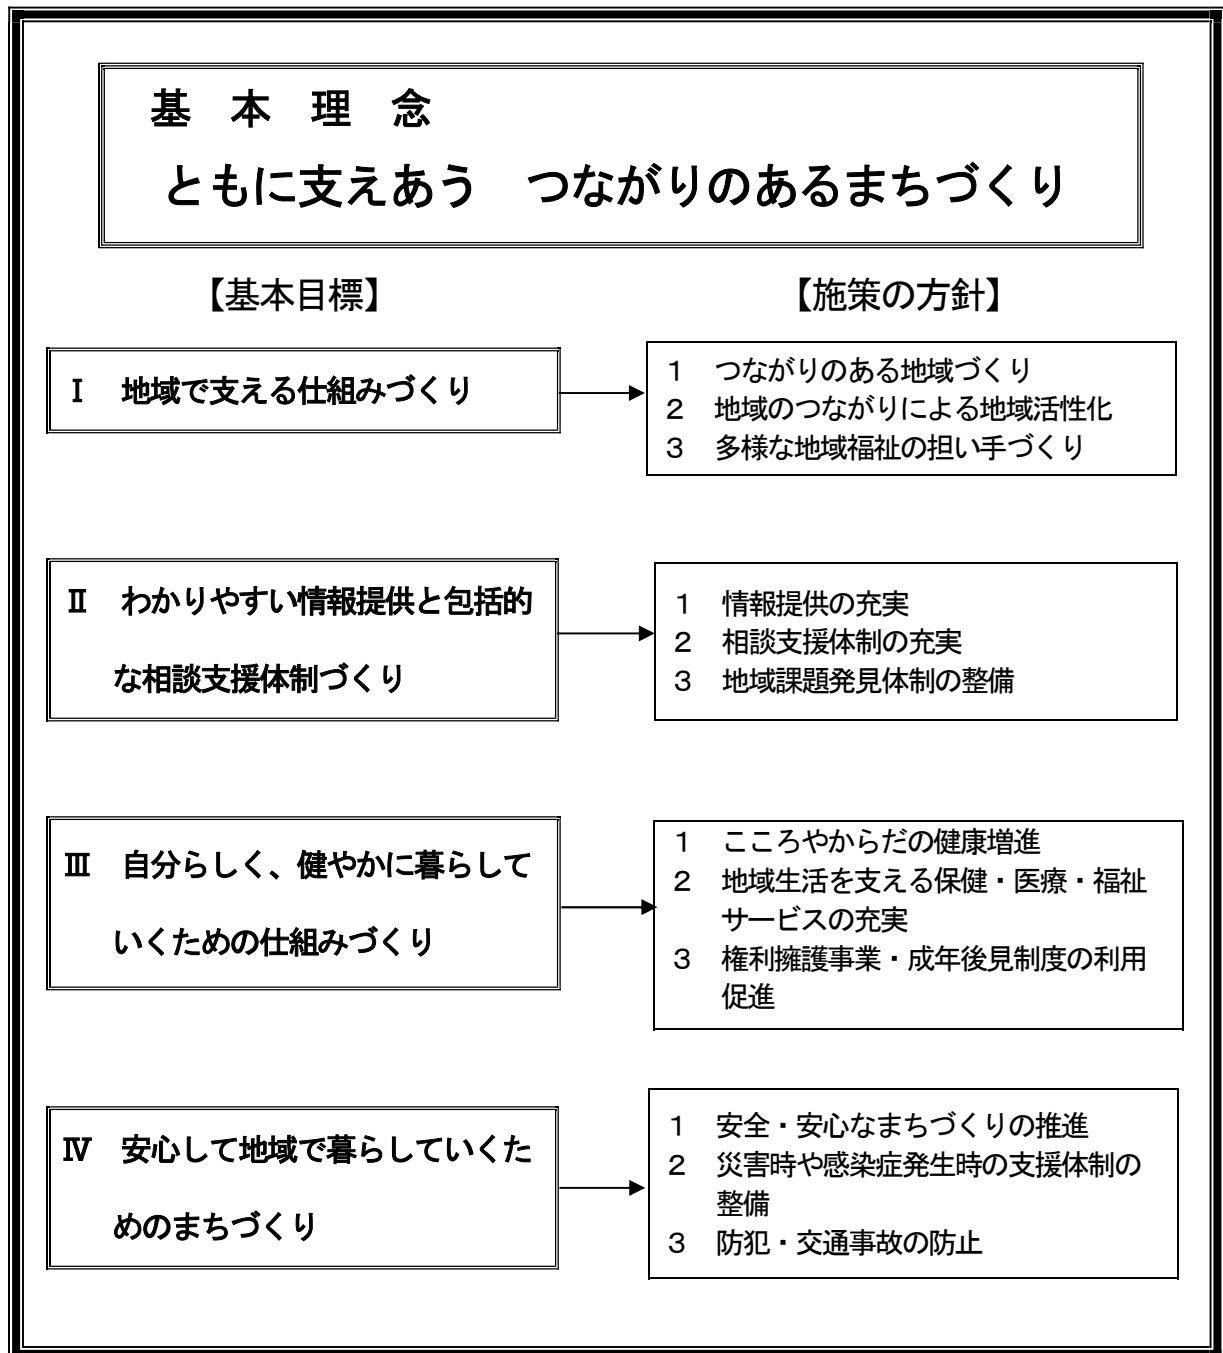 基　本　理　念
ともに支えあう　つながりのあるまちづくり
【基本目標】
【施策の方針】
Ⅰ　地域で支える仕組みづくり
1　つながりのある地域づくり
2　地域のつながりによる地域活性化
3　多様な地域福祉の担い手づくり
Ⅱ　わかりやすい情報提供と包括的
な相談支援体制づくり
1　情報提供の充実
2　相談支援体制の充実
3　地域課題発見体制の整備
Ⅲ　自分らしく、健やかに暮らして
いくための仕組みづくり
1　こころやからだの健康増進
2　地域生活を支える保健・医療・福祉
サービスの充実
3　権利擁護事業・成年後見制度の利用
促進
Ⅳ　安心して地域で暮らしていくた
めのまちづくり
1　安全・安心なまちづくりの推進
2　災害時や感染症発生時の支援体制の
整備
3　防犯・交通事故の防止